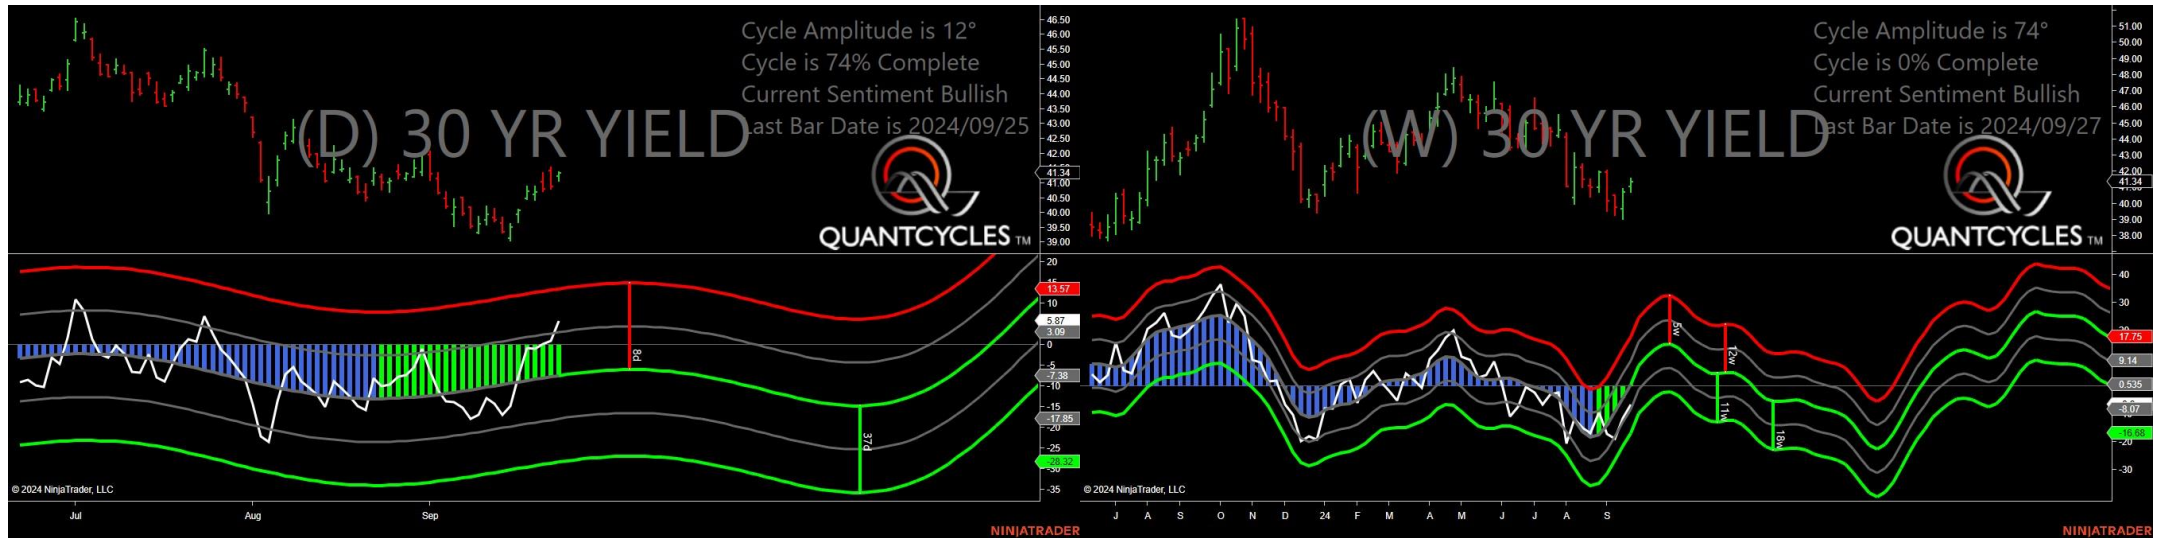 Cycle Amplitude is 12°
Cycle is 74% Complete
Current Sentiment Bullish
Last Bar Date is 2024/09/25
(D) 30 YR YIELD
QUANTCYCLES TM
46.50
46.00
45.50
45.00
44.50
44.00
43.50
43.00
42.50
42.00
41.34
41.00
40.50
40.00
39.50
39.00
20
13.57
10
5.87
3.09
0
-5
-7.38
-10
-15
-17.85
-20
-25
-28.32
-30
-35
8d
37d
© 2024 NinjaTrader, LLC
Jul Aug Sep
NINJATRADER
Cycle Amplitude is 74°
Cycle is 0% Complete
Current Sentiment Bullish
Last Bar Date is 2024/09/27
(W) 30 YR YIELD
QUANTCYCLES TM
51.00
49.00
48.00
47.00
46.00
45.00
44.00
43.00
42.00
41.34
40.00
39.00
38.00
40
30
17.75
9.14
0.535
-8.07
-16.68
-20
-30
5w
12w
11w
18w
© 2024 NinjaTrader, LLC
J A S O N D 24 F M A M J J A S
NINJATRADER